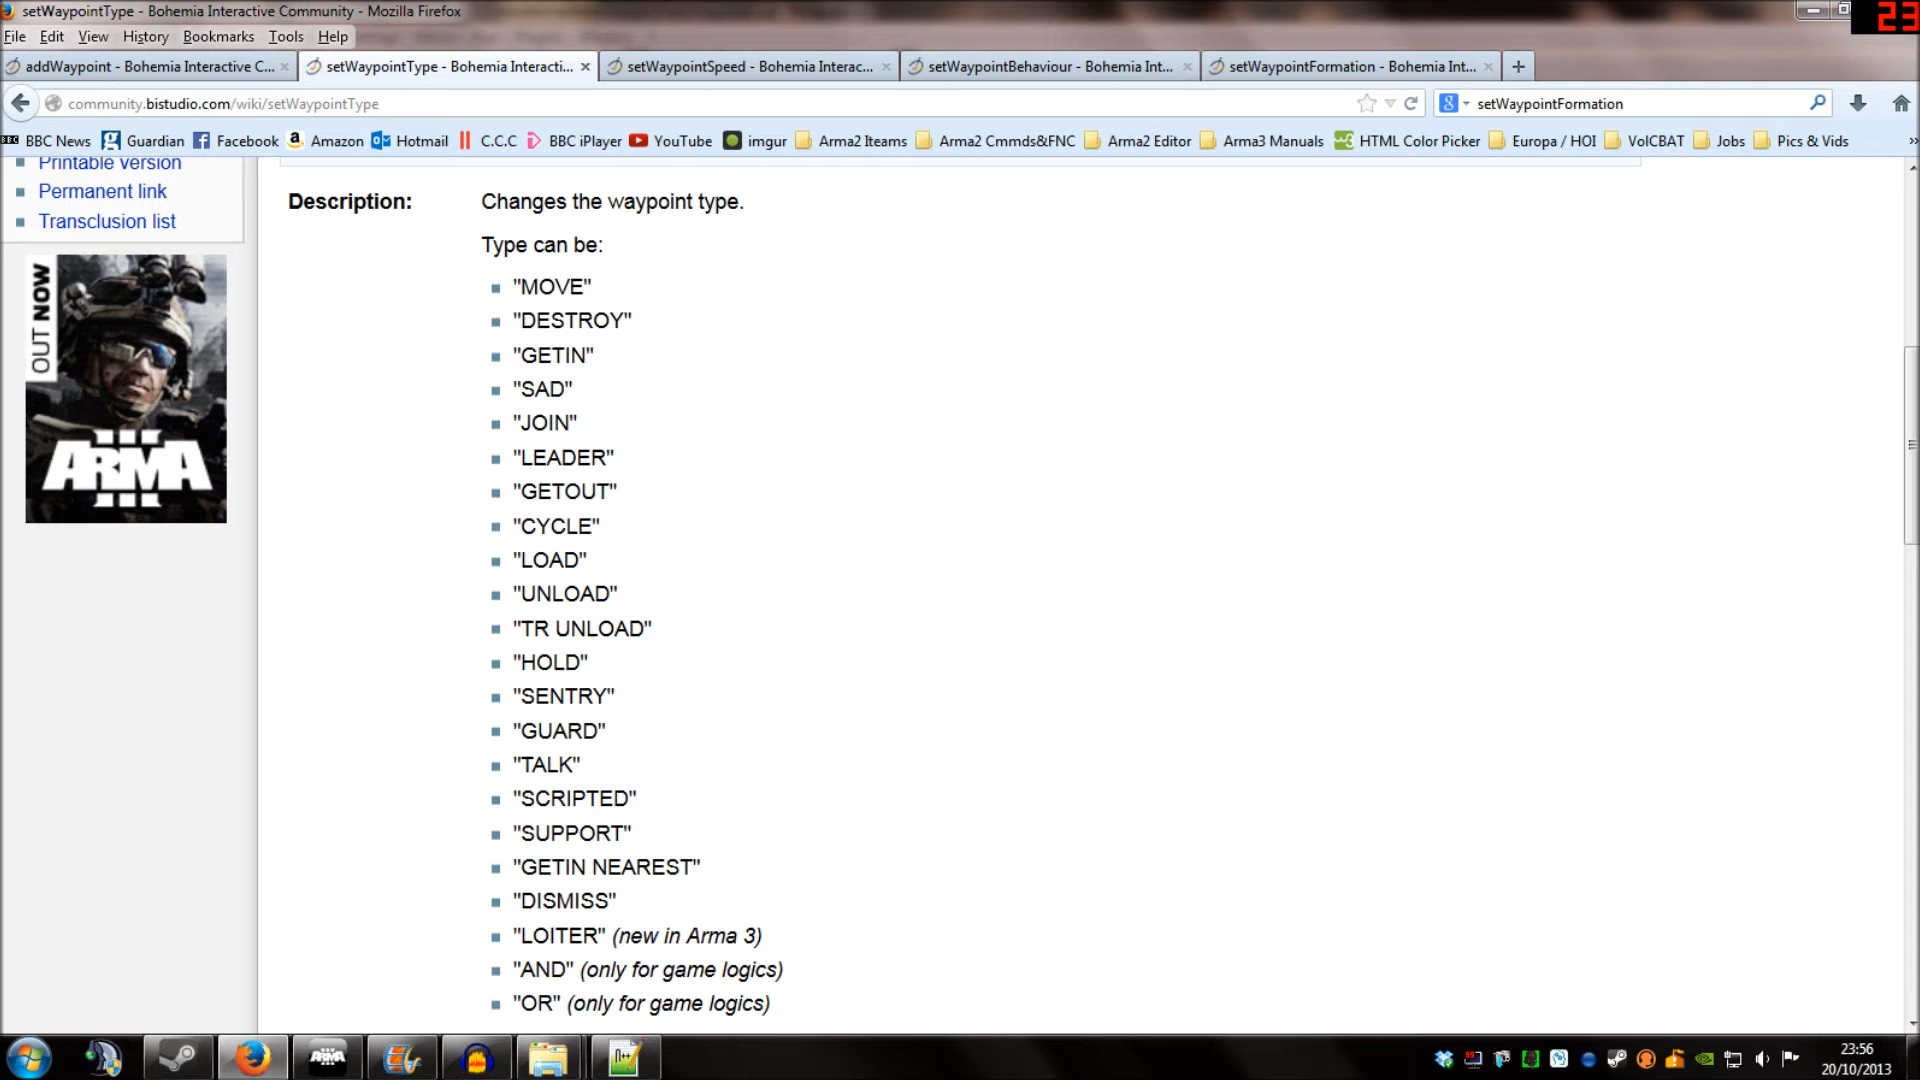 setWaypointType - Bohemia Interactive Community - Mozilla Firefox
23
File Edit View History Bookmarks Tools Help
addWaypoint - Bohemia Interactive C... setWaypointType - Bohemia Interacti... setWaypointSpeed - Bohemia Interac... setWaypointBehaviour - Bohemia Int... setWaypointFormation - Bohemia Int...
community.bistudio.com/wiki/setWaypointType setWaypointFormation
BBC News Guardian Facebook Amazon Hotmail C.C.C BBC iPlayer YouTube imgur Arma2 Iteams Arma2 Cmmds&FNC Arma2 Editor Arma3 Manuals HTML Color Picker Europa / HOI VolCBAT Jobs Pics & Vids
Printable version
Permanent link
Transclusion list
OUT NOW
ARMA
III
Description: Changes the waypoint type.
Type can be:
"MOVE"
"DESTROY"
"GETIN"
"SAD"
"JOIN"
"LEADER"
"GETOUT"
"CYCLE"
"LOAD"
"UNLOAD"
"TR UNLOAD"
"HOLD"
"SENTRY"
"GUARD"
"TALK"
"SCRIPTED"
"SUPPORT"
"GETIN NEAREST"
"DISMISS"
"LOITER" (new in Arma 3)
"AND" (only for game logics)
"OR" (only for game logics)
ARMA
23:56
20/10/2013